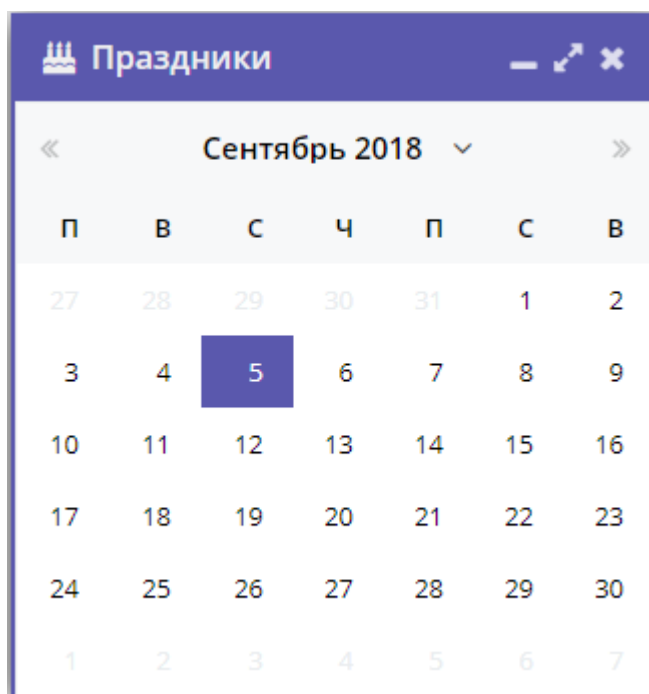 Праздники
Сентябрь 2018
П В С Ч П С В
27 28 29 30 31 1 2
3 4 5 6 7 8 9
10 11 12 13 14 15 16
17 18 19 20 21 22 23
24 25 26 27 28 29 30
1 2 3 4 5 6 7